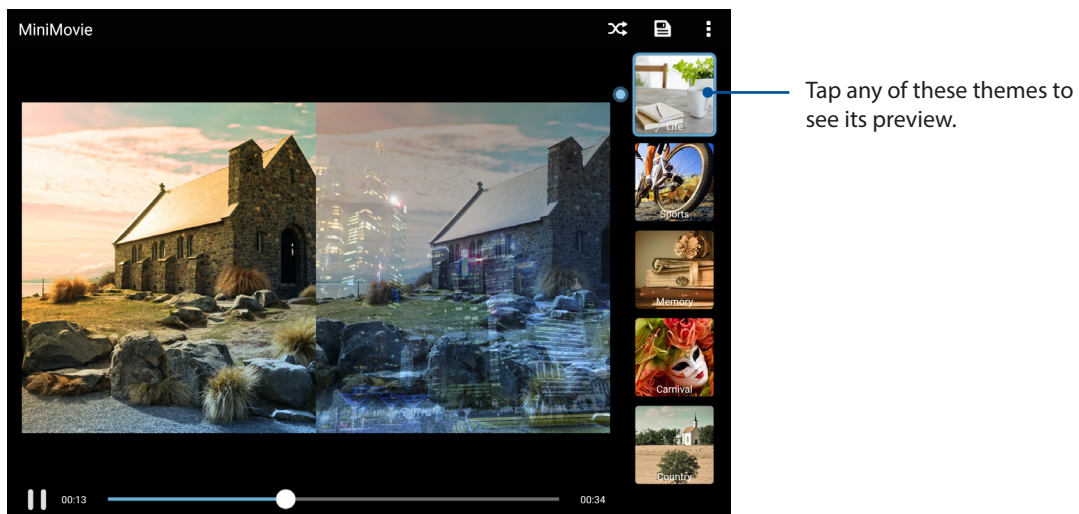 MiniMovie
Life
Tap any of these themes to
see its preview.
Sports
Memory
Carnival
Country
00:13
00:34